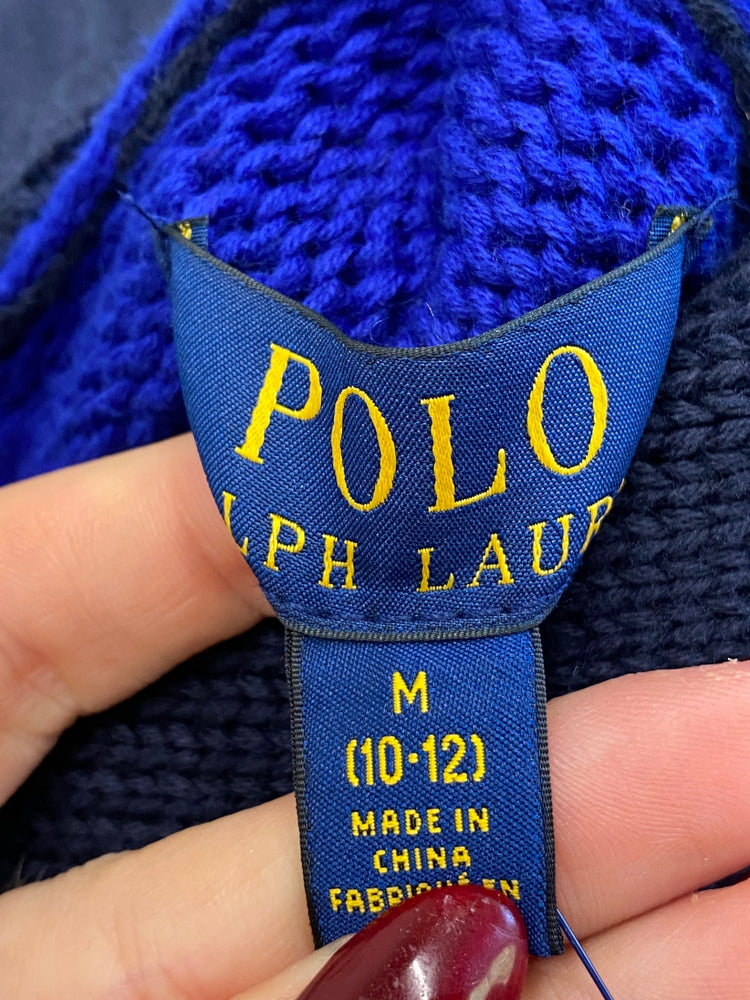 POLO
LPH LAUR
M
(10·12)
MADE IN
CHINA
FABRIQUÉ EN